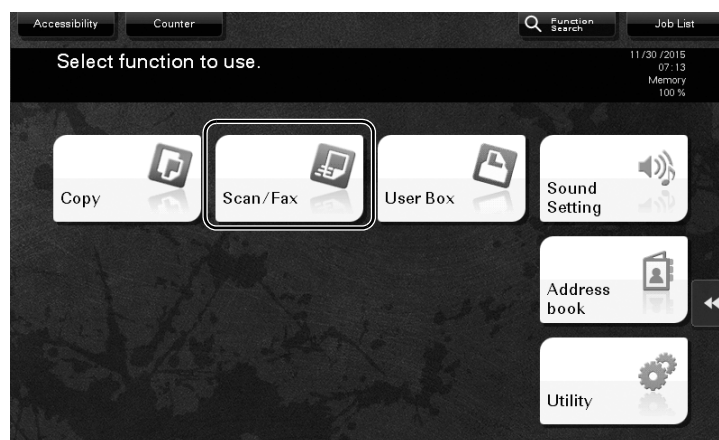 Accessibility
Counter
Function
Search
Job List
Select function to use.
11/30 /2015
07:13
Memory
100 %
Copy
Scan/Fax
User Box
Sound
Setting
Address
book
Utility